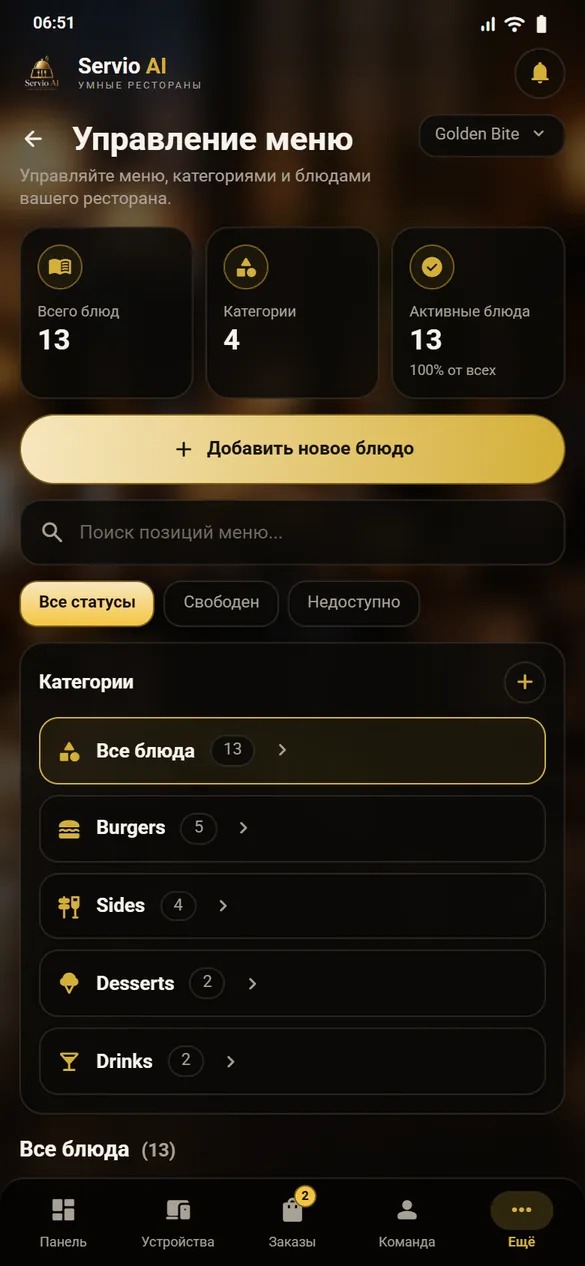 06:51
Servio AI
Servio AI
УМНЫЕ РЕСТОРАНЫ
Управление меню
Golden Bite
Управляйте меню, категориями и блюдами
вашего ресторана.
Всего блюд
13
Категории
4
Активные блюда
13
100% от всех
Добавить новое блюдо
Поиск позиций меню...
Все статусы
Свободен
Недоступно
Категории
Все блюда 13
Burgers 5
Sides 4
Desserts 2
Drinks 2
Все блюда (13)
2
Панель
Устройства
Заказы
Команда
Ещё